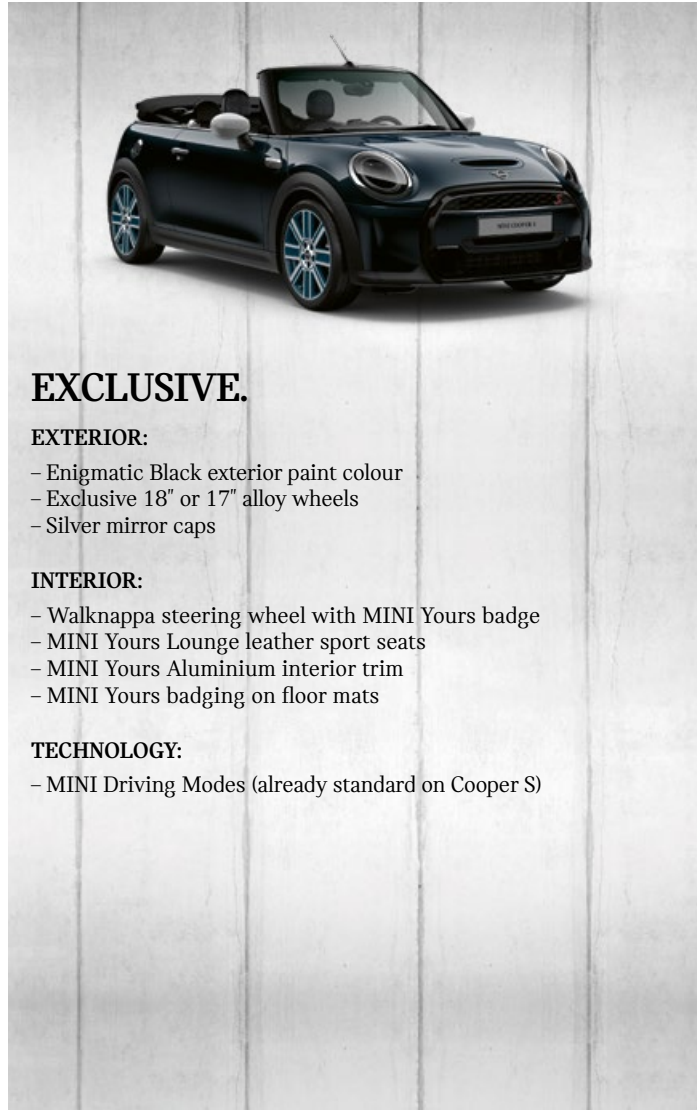 MINI COOPER S
EXCLUSIVE.
EXTERIOR:
– Enigmatic Black exterior paint colour
– Exclusive 18" or 17" alloy wheels
– Silver mirror caps
INTERIOR:
– Walknappa steering wheel with MINI Yours badge
– MINI Yours Lounge leather sport seats
– MINI Yours Aluminium interior trim
– MINI Yours badging on floor mats
TECHNOLOGY:
– MINI Driving Modes (already standard on Cooper S)